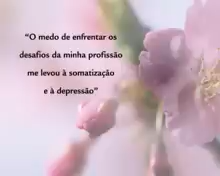 “O medo de enfrentar os
desafios da minha profissão
me levou à somatização
e à depressão”